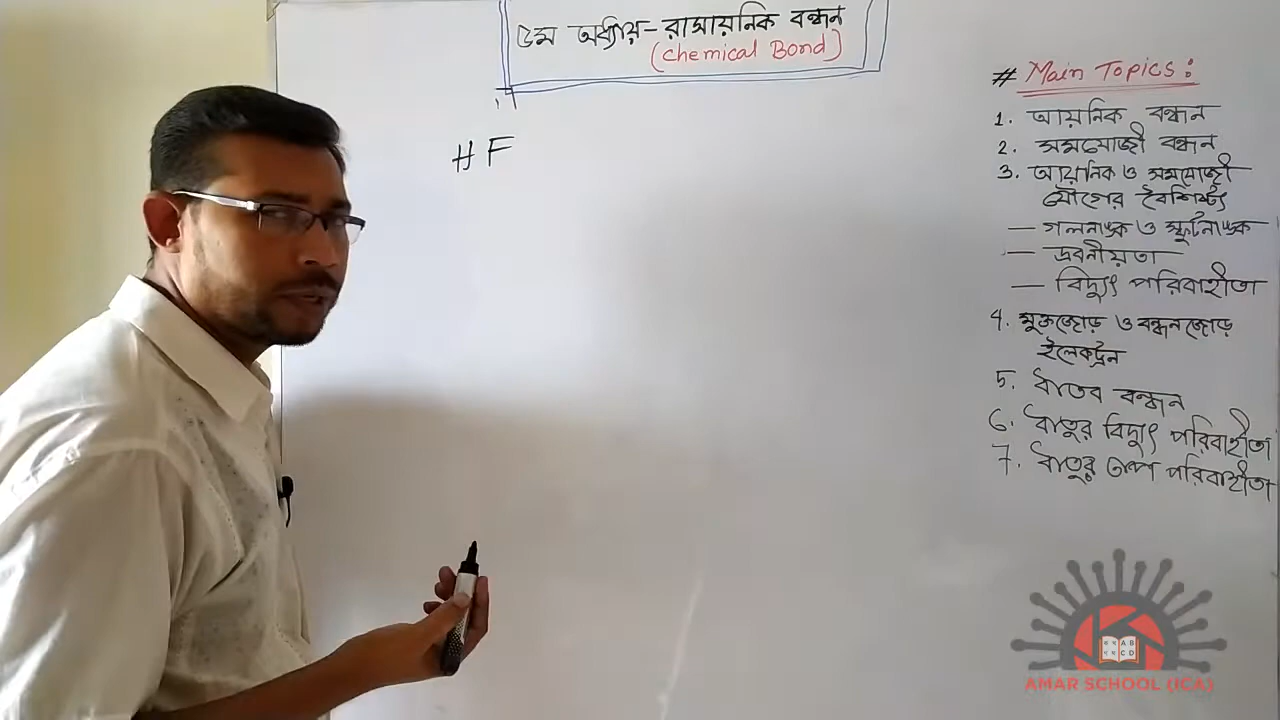 ৫ম অধ্যায়-রাসায়নিক বন্ধন
(Chemical Bond)
HF
# Main Topics:
1. আয়নিক বন্ধন
2. সমযোজী বন্ধন
3. আয়নিক ও সমযোজী
যৌগের বৈশিষ্ট্য
— গলনাঙ্ক ও স্ফুটনাঙ্ক
— দ্রবনীয়তা
— বিদ্যুৎ পরিবাহীতা
4. মুক্তজোড় ও বন্ধনজোড়
ইলেকট্রন
5. ধাতব বন্ধন
6. ধাতুর বিদ্যুৎ পরিবাহীতা
7. ধাতুর তাপ পরিবাহীতা
AMAR SCHOOL (ICA)